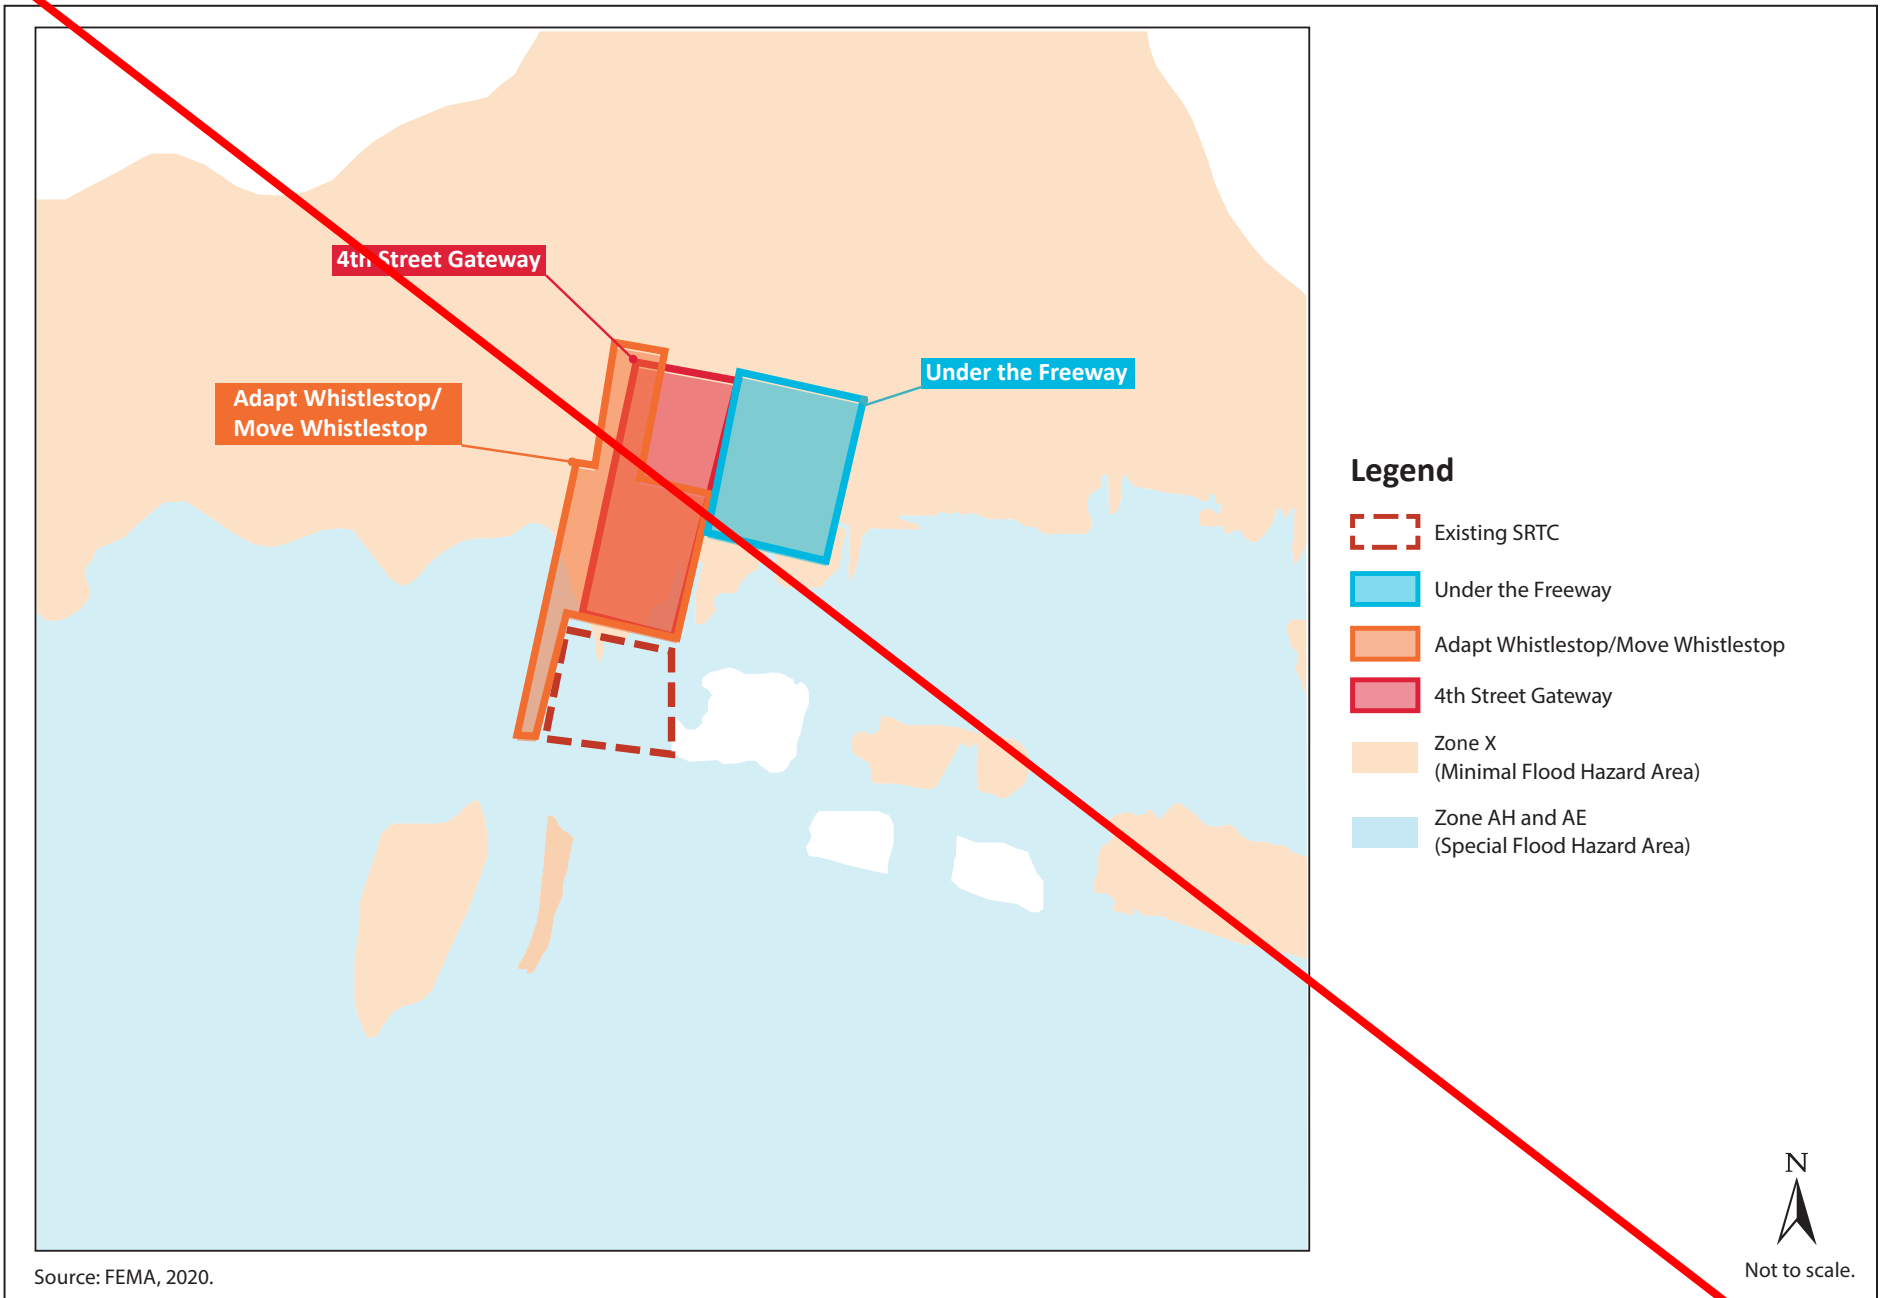 4th Street Gateway
Under the Freeway
Adapt Whistlestop/
Move Whistlestop
Legend
Existing SRTC
Under the Freeway
Adapt Whistlestop/Move Whistlestop
4th Street Gateway
Zone X
(Minimal Flood Hazard Area)
Zone AH and AE
(Special Flood Hazard Area)
N
Not to scale.
Source: FEMA, 2020.